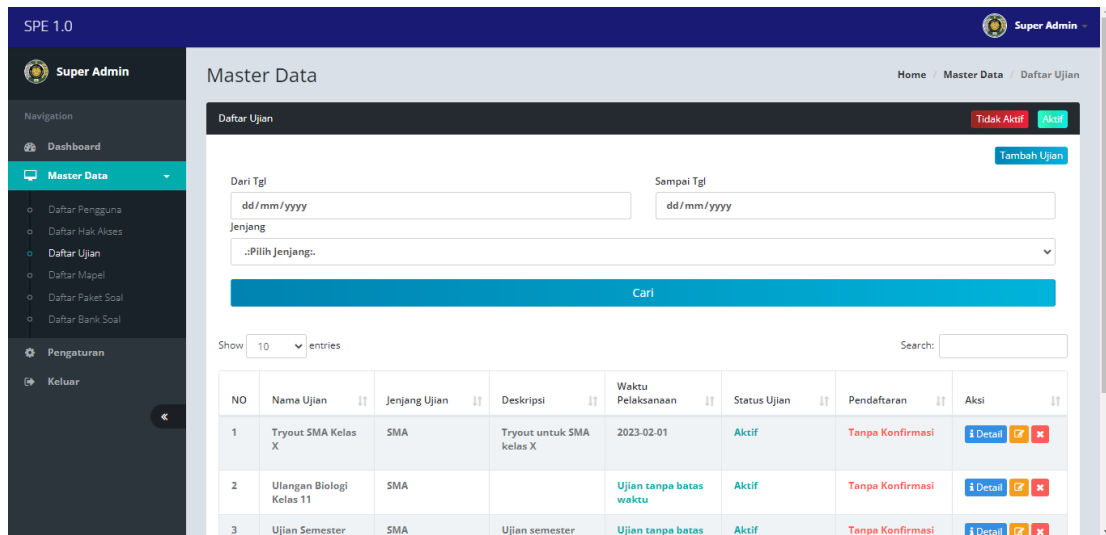 SPE 1.0
Super Admin
Super Admin
Navigation
Dashboard
Master Data
Daftar Pengguna
Daftar Hak Akses
Daftar Ujian
Daftar Mapel
Daftar Paket Soal
Daftar Bank Soal
Pengaturan
Keluar
Master Data
Home / Master Data / Daftar Ujian
Daftar Ujian
Tidak Aktif Aktif
Tambah Ujian
Dari Tgl Sampai Tgl
dd/mm/yyyy dd/mm/yyyy
Jenjang
.:Pilih Jenjang:.
Cari
Show 10 entries Search:
NO Nama Ujian Jenjang Ujian Deskripsi Waktu Pelaksanaan Status Ujian Pendaftaran Aksi
1 Tryout SMA Kelas X SMA Tryout untuk SMA kelas X 2023-02-01 Aktif Tanpa Konfirmasi Detail
2 Ulangan Biologi Kelas 11 SMA Ujian tanpa batas waktu Aktif Tanpa Konfirmasi Detail
3 Ujian Semester SMA Ujian semester Ujian tanpa batas Aktif Tanpa Konfirmasi Detail